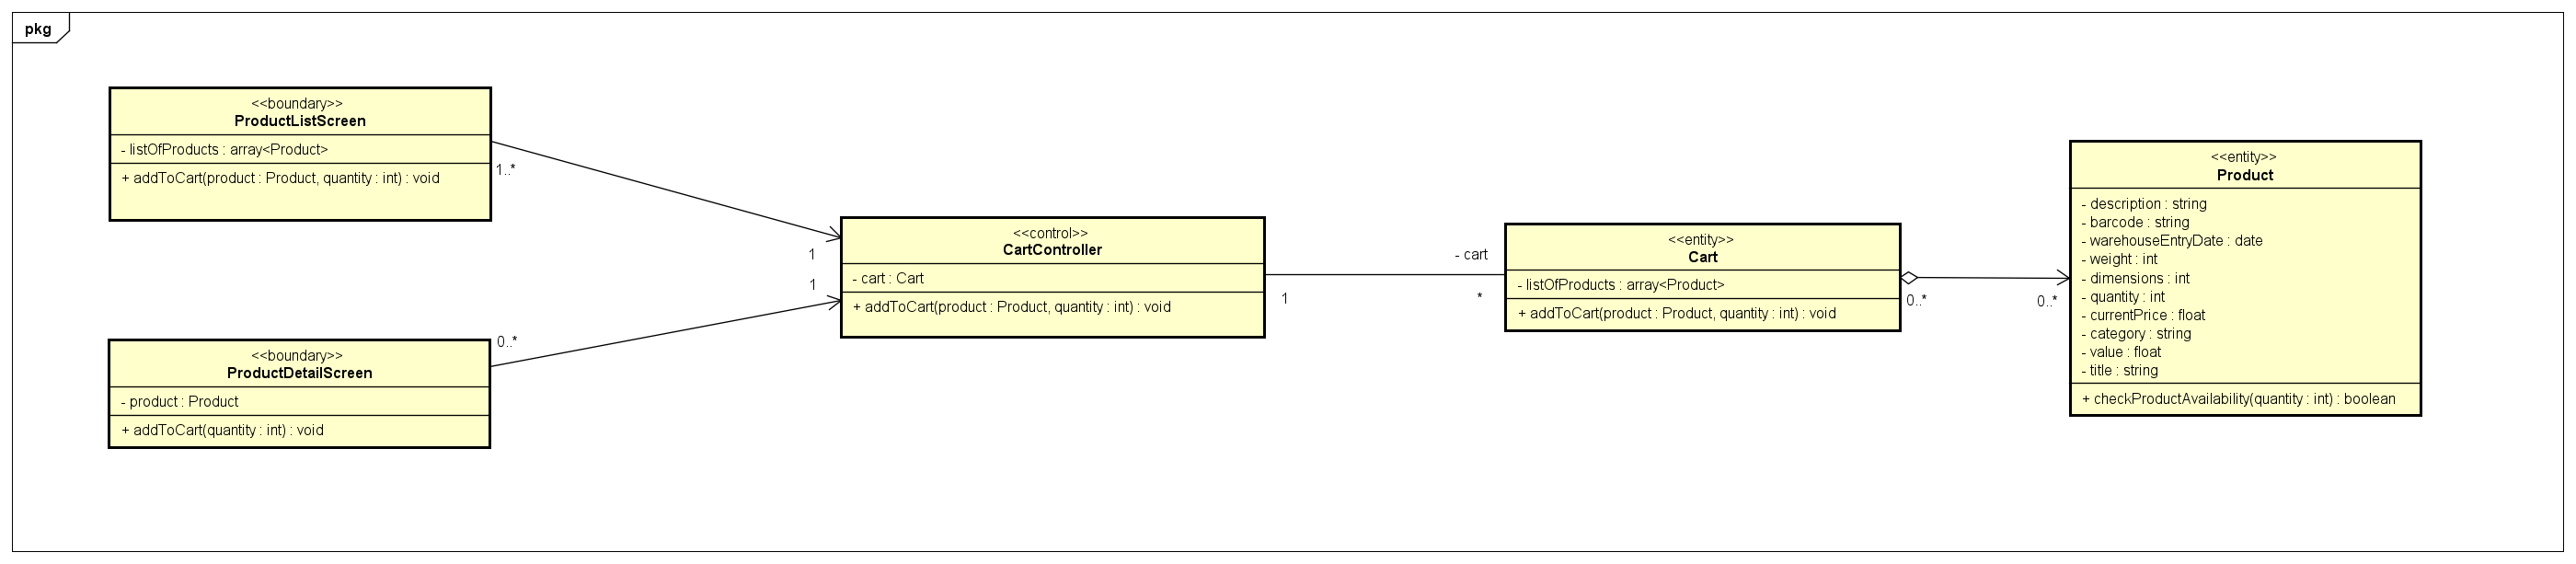 pkg
<<boundary>>
ProductListScreen
- listOfProducts : array<Product>
+ addToCart(product : Product, quantity : int) : void
1..*
1
<<boundary>>
ProductDetailScreen
- product : Product
+ addToCart(quantity : int) : void
0..*
1
<<control>>
CartController
- cart : Cart
+ addToCart(product : Product, quantity : int) : void
1
- cart
*
<<entity>>
Cart
- listOfProducts : array<Product>
+ addToCart(product : Product, quantity : int) : void
0..*
0..*
<<entity>>
Product
- description : string
- barcode : string
- warehouseEntryDate : date
- weight : int
- dimensions : int
- quantity : int
- currentPrice : float
- category : string
- value : float
- title : string
+ checkProductAvailability(quantity : int) : boolean